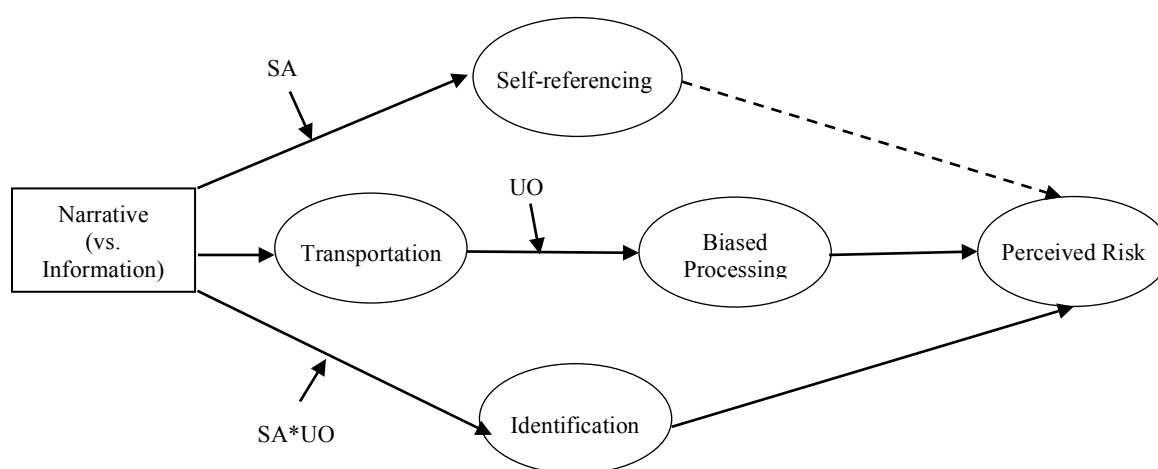 SA
Self-referencing
UO
Narrative
(vs.
Information)
Transportation
Biased
Processing
Perceived Risk
Identification
SA*UO